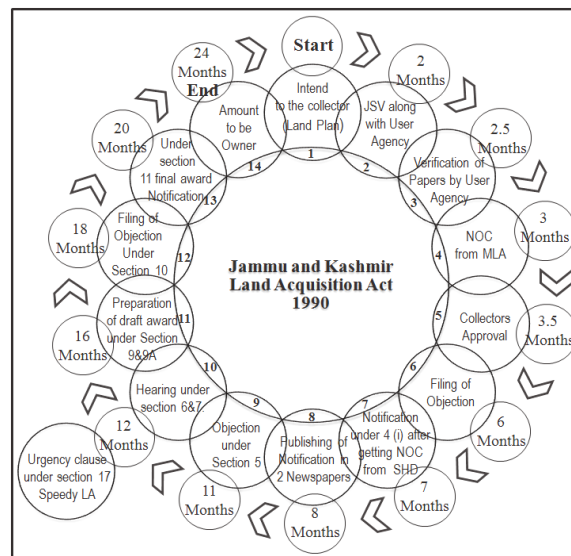 Start
Intend
to the collector
(Land Plan)
1
2
Months
JSV along
with User
Agency
2
2.5
Months
Verification of
Papers by User
Agency
3
3
Months
NOC
from MLA
4
3.5
Months
Collectors
Approval
5
6
Months
Filing of
Objection
6
7
Months
Notification
under 4 (i) after
getting NOC
from SHD
7
8
Months
Publishing of
Notification in
2 Newspapers
8
11
Months
Objection
under
Section 5
9
12
Months
Hearing under
section 6&7.
10
Urgency clause
under section 17
Speedy LA
16
Months
Preparation
of draft award
under Section
9&9A
11
18
Months
Filing of
Objection
Under
Section 10
12
20
Months
Under
section
11 final award
Notification
13
24
Months
End
Amount
to be
Owner
14
Jammu and Kashmir
Land Acquisition Act
1990